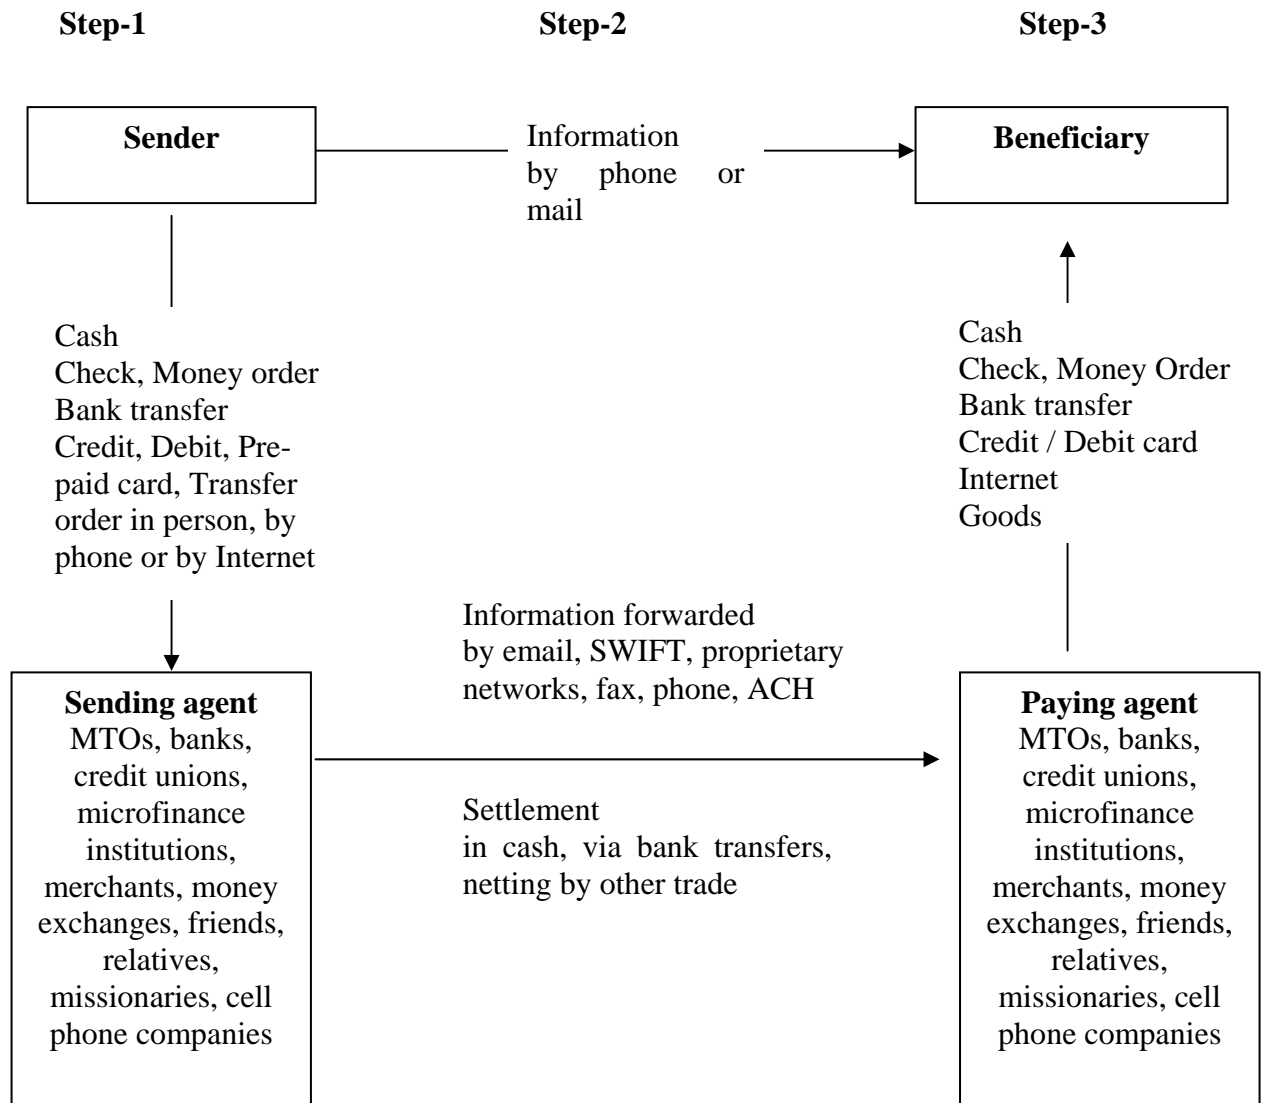 Step-1
Step-2
Step-3
Sender
Information
by phone or
mail
Beneficiary
Cash
Check, Money order
Bank transfer
Credit, Debit, Pre-
paid card, Transfer
order in person, by
phone or by Internet
Cash
Check, Money Order
Bank transfer
Credit / Debit card
Internet
Goods
Information forwarded
by email, SWIFT, proprietary
networks, fax, phone, ACH
Settlement
in cash, via bank transfers,
netting by other trade
Sending agent
MTOs, banks,
credit unions,
microfinance
institutions,
merchants, money
exchanges, friends,
relatives,
missionaries, cell
phone companies
Paying agent
MTOs, banks,
credit unions,
microfinance
institutions,
merchants, money
exchanges, friends,
relatives,
missionaries, cell
phone companies